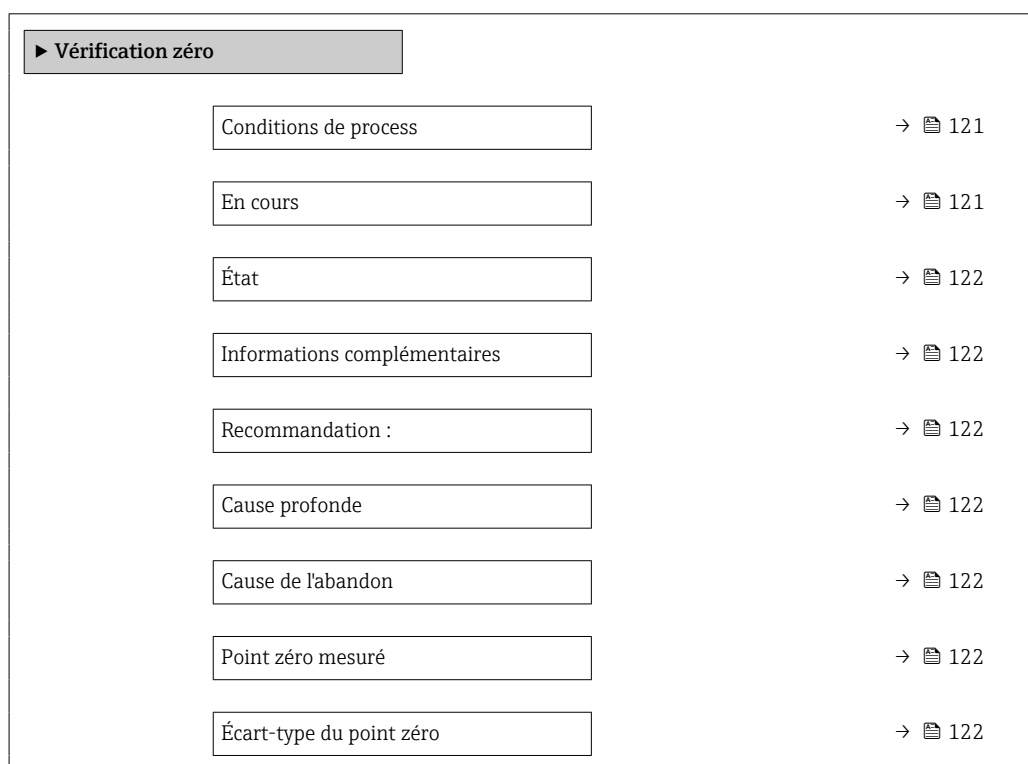 ► Vérification zéro
Conditions de process → 121
En cours → 121
État → 122
Informations complémentaires → 122
Recommandation : → 122
Cause profonde → 122
Cause de l'abandon → 122
Point zéro mesuré → 122
Écart-type du point zéro → 122